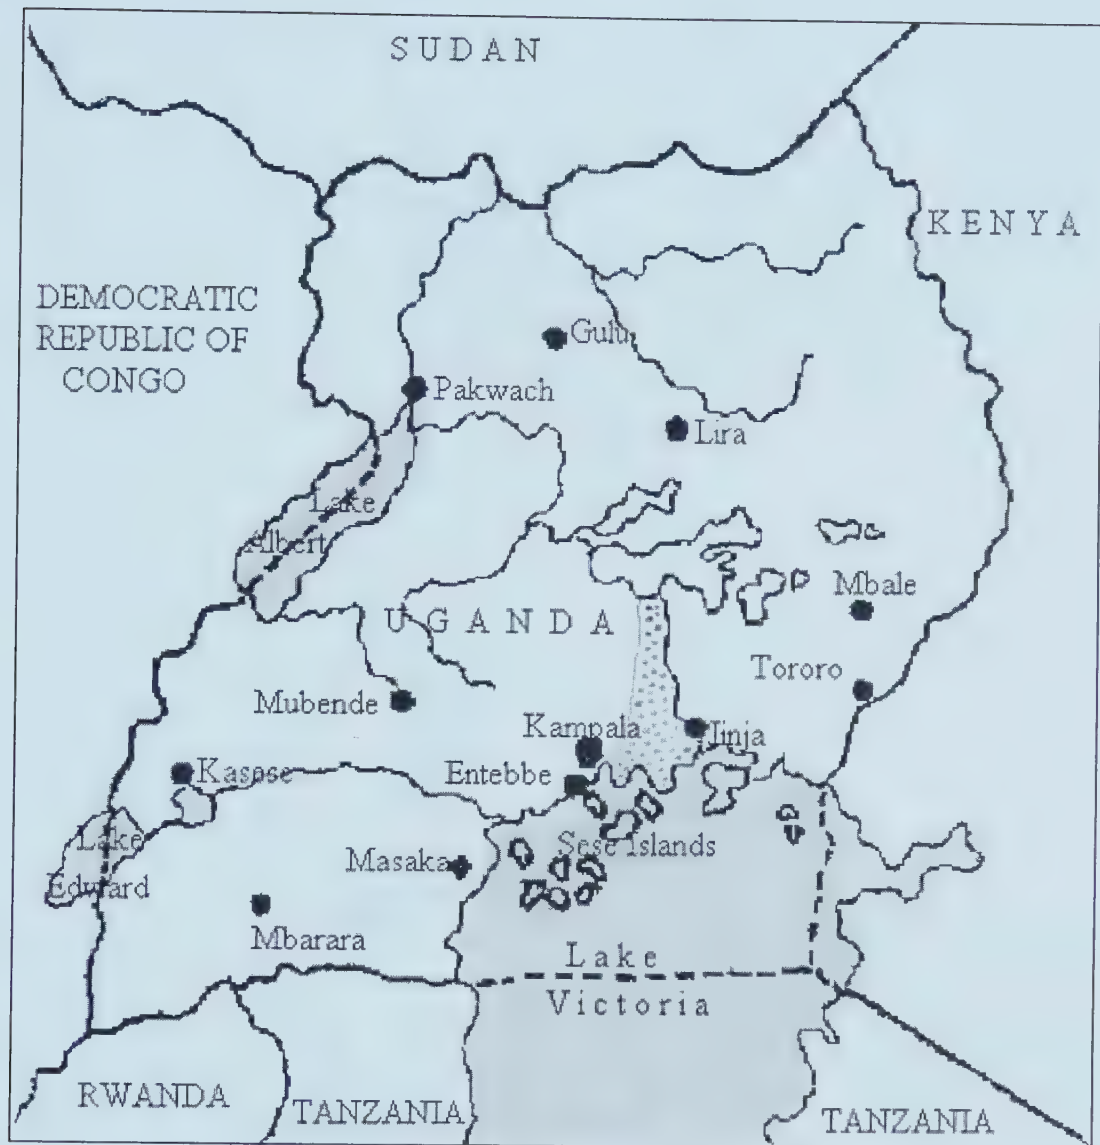 SUDAN
KENYA
DEMOCRATIC
REPUBLIC OF
CONGO
Gulu
Pakwach
Lira
Lake
Albert
Mbale
UGANDA
Tororo
Mubende
Kampala
Jinja
Kasese
Entebbe
Lake
Edward
Masaka
Sese Islands
Mbarara
Lake
Victoria
RWANDA
TANZANIA
TANZANIA